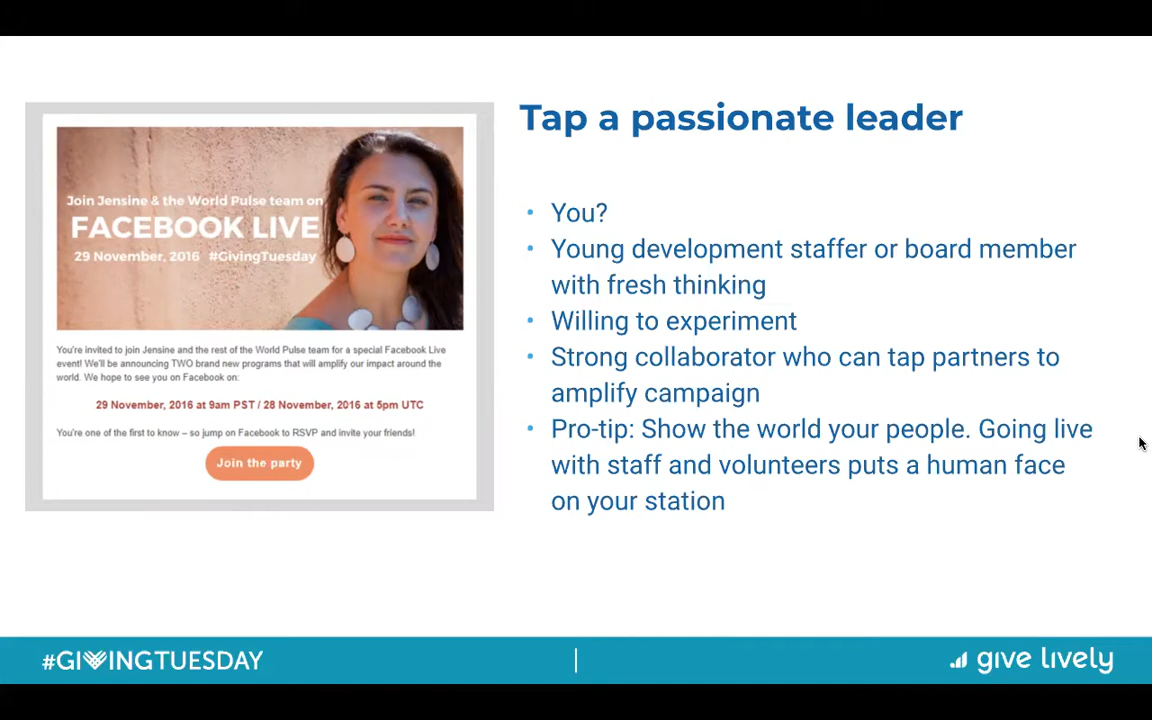 Tap a passionate leader
Join Jensine & the World Pulse team on
FACEBOOK LIVE
29 November, 2016 #GivingTuesday
You're invited to join Jensine and the rest of the World Pulse team for a special Facebook Live
event! We'll be announcing TWO brand new programs that will amplify our impact around the
world. We hope to see you on Facebook on:
29 November, 2016 at 9am PST / 28 November, 2016 at 5pm UTC
You're one of the first to know – so jump on Facebook to RSVP and invite your friends!
Join the party
• You?
• Young development staffer or board member
with fresh thinking
• Willing to experiment
• Strong collaborator who can tap partners to
amplify campaign
• Pro-tip: Show the world your people. Going live
with staff and volunteers puts a human face
on your station
#GIVINGTUESDAY
give lively